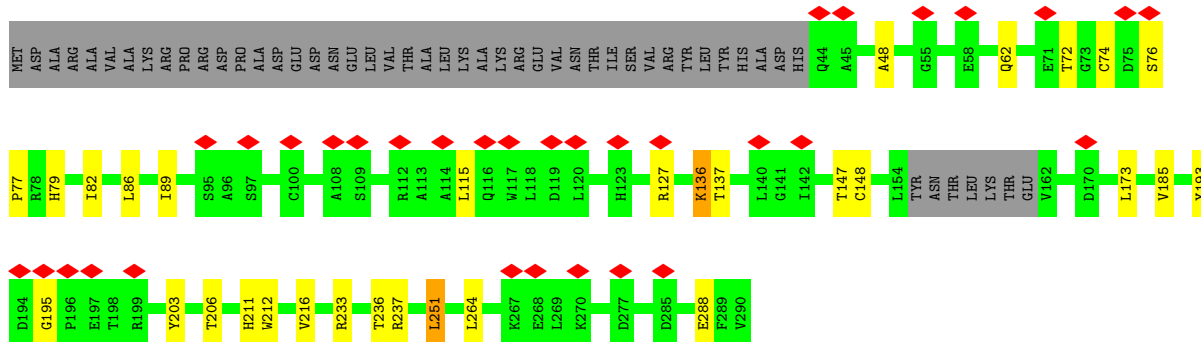 MET ASP ALA ARG ALA VAL ALA LYS ARG PRO ARG ASP PRO ALA ASP GLU ASP ASN GLU LEU VAL THR ALA LEU LYS ALA LYS ARG GLU VAL ASN THR ILE SER VAL ARG TYR LEU TYR HIS ALA ASP HIS Q44 A45 A48 G55 E58 Q62 E71 T72 G73 C74 D75 S76
P77 R78 H79 I82 L86 I89 S95 A96 S97 C100 A108 S109 R112 A113 A114 L115 Q116 W117 L118 D119 L120 H123 R127 K136 T137 L140 G141 I142 T147 C148 L154 TYR ASN THR LEU LYS THR GLU V162 D170 L173 V185 Y193
D194 G195 P196 E197 T198 R199 Y203 T206 H211 W212 V216 R233 T236 R237 L251 L264 K267 E268 L269 K270 D277 D285 E288 F289 V290